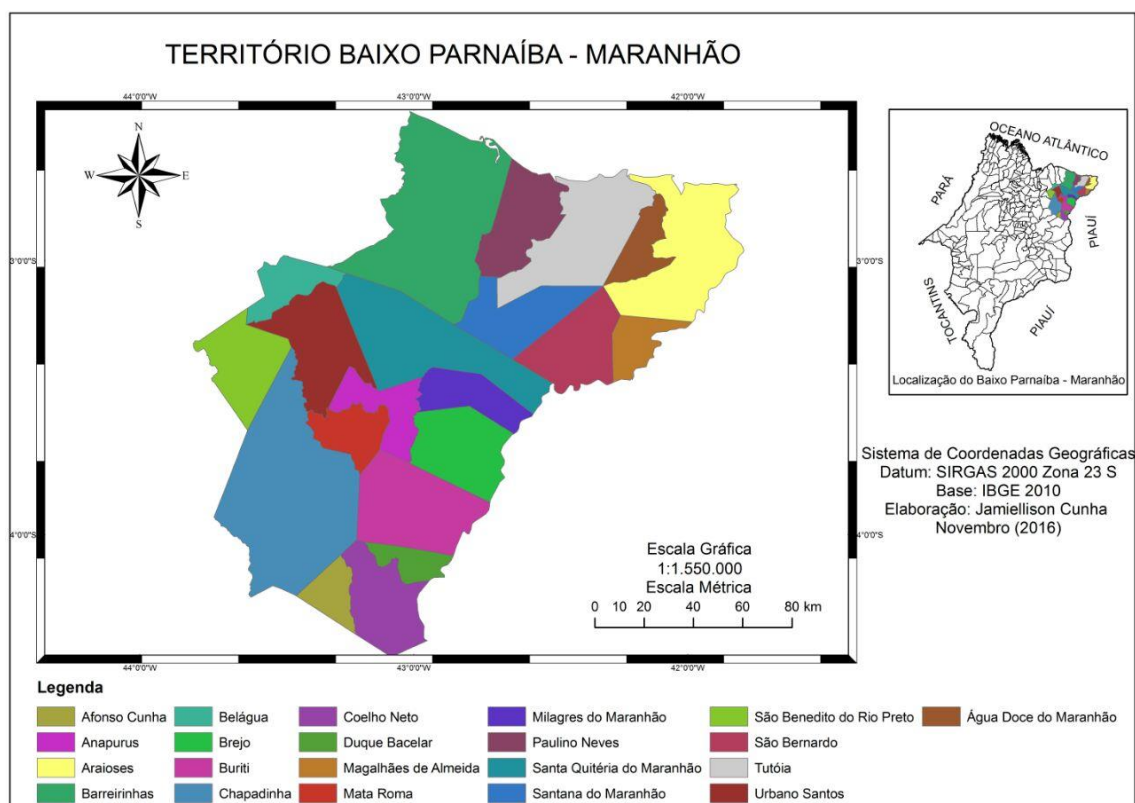 TERRITÓRIO BAIXO PARNAÍBA - MARANHÃO
44°0'0"W
43°0'0"W
42°0'0"W
N
W
E
S
3°0'0"S
3°0'0"S
4°0'0"S
4°0'0"S
Escala Gráfica
1:1.550.000
Escala Métrica
0 10 20 40 60 80 km
44°0'0"W
43°0'0"W
42°0'0"W
OCEANO ATLÂNTICO
PARÁ
PIAUÍ
TOCANTINS
PIAUÍ
Localização do Baixo Parnaíba - Maranhão
Sistema de Coordenadas Geográficas
Datum: SIRGAS 2000 Zona 23 S
Base: IBGE 2010
Elaboração: Jamiellison Cunha
Novembro (2016)
Legenda
Afonso Cunha
Anapurus
Araioses
Barreirinhas
Belágua
Brejo
Buriti
Chapadinha
Coelho Neto
Duque Bacelar
Magalhães de Almeida
Mata Roma
Milagres do Maranhão
Paulino Neves
Santa Quitéria do Maranhão
Santana do Maranhão
São Benedito do Rio Preto
São Bernardo
Tutóia
Urbano Santos
Água Doce do Maranhão